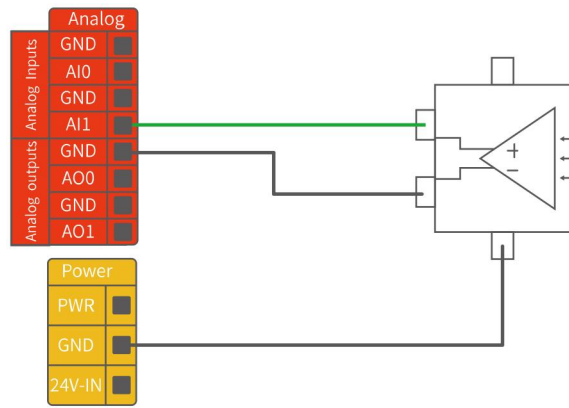 Analog
Analog Inputs
GND
AI0
GND
AI1
Analog outputs
GND
AO0
GND
AO1
+
−
Power
PWR
GND
24V-IN